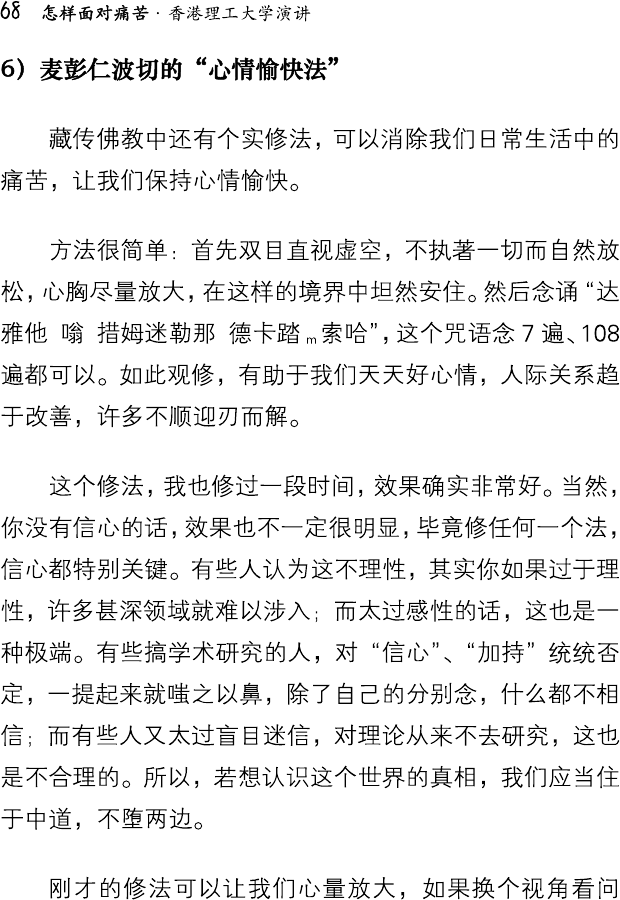 68 怎样面对痛苦·香港理工大学演讲
6）麦彭仁波切的“心情愉快法”
藏传佛教中还有个实修法，可以消除我们日常生活中的
痛苦，让我们保持心情愉快。
方法很简单：首先双目直视虚空，不执著一切而自然放
松，心胸尽量放大，在这样的境界中坦然安住。然后念诵“达
雅他 嗡 措姆迷勒那 德卡踏m索哈”，这个咒语念7遍、108
遍都可以。如此观修，有助于我们天天好心情，人际关系趋
于改善，许多不顺迎刃而解。
这个修法，我也修过一段时间，效果确实非常好。当然，
你没有信心的话，效果也不一定很明显，毕竟修任何一个法，
信心都特别关键。有些人认为这不理性，其实你如果过于理
性，许多甚深领域就难以涉入；而太过感性的话，这也是一
种极端。有些搞学术研究的人，对“信心”、“加持”统统否
定，一提起来就嗤之以鼻，除了自己的分别念，什么都不相
信；而有些人又太过盲目迷信，对理论从来不去研究，这也
是不合理的。所以，若想认识这个世界的真相，我们应当住
于中道，不堕两边。
刚才的修法可以让我们心量放大，如果换个视角看问